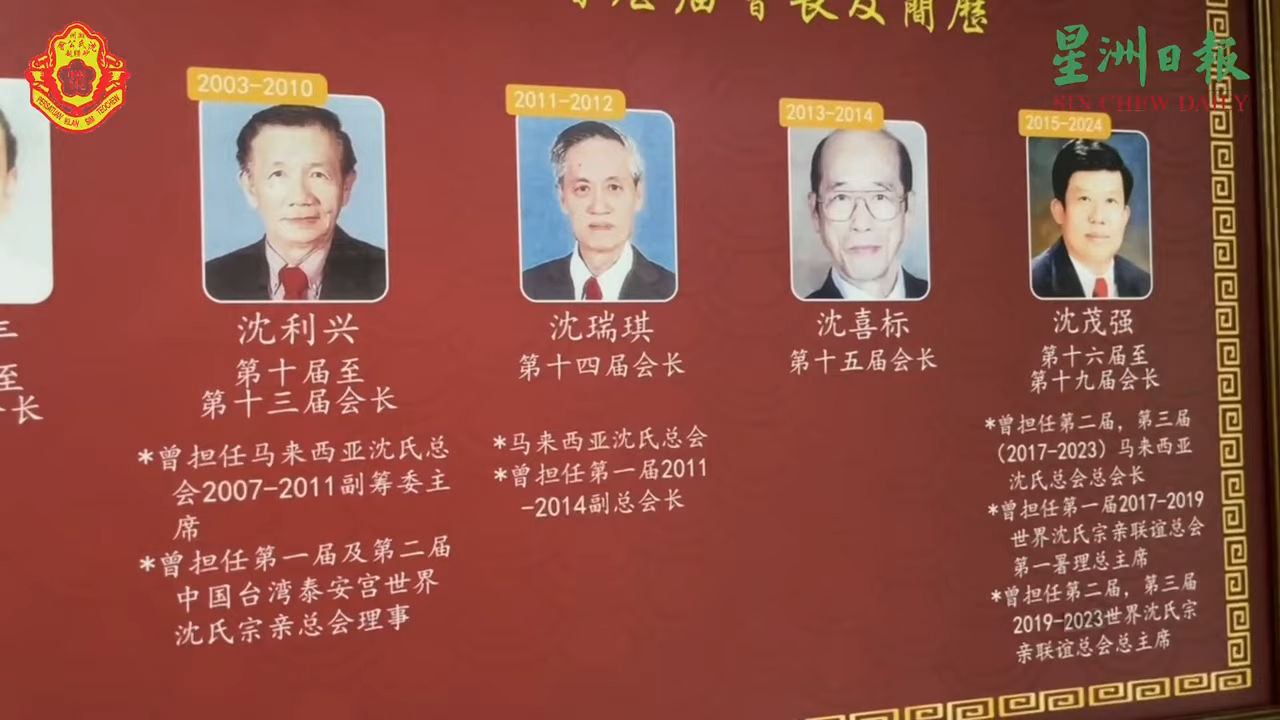 會長及簡歷
星洲日報
SIN CHEW DAILY
PERSATUAN KLAN SIM TEOCHEW
2003-2010
沈利兴
第十届至
第十三届会长
*曾担任马来西亚沈氏总
会2007-2011副筹委主
席
*曾担任第一届及第二届
中国台湾泰安宫世界
沈氏宗亲总会理事
2011-2012
沈瑞琪
第十四届会长
*马来西亚沈氏总会
*曾担任第一届2011
-2014副总会长
2013-2014
沈喜标
第十五届会长
2015-2024
沈茂强
第十六届至
第十九届会长
*曾担任第二届，第三届
（2017-2023）马来西亚
沈氏总会总会长
*曾担任第一届2017-2019
世界沈氏宗亲联谊总会
第一署理总主席
*曾担任第二届，第三届
2019-2023世界沈氏宗
亲联谊总会总主席